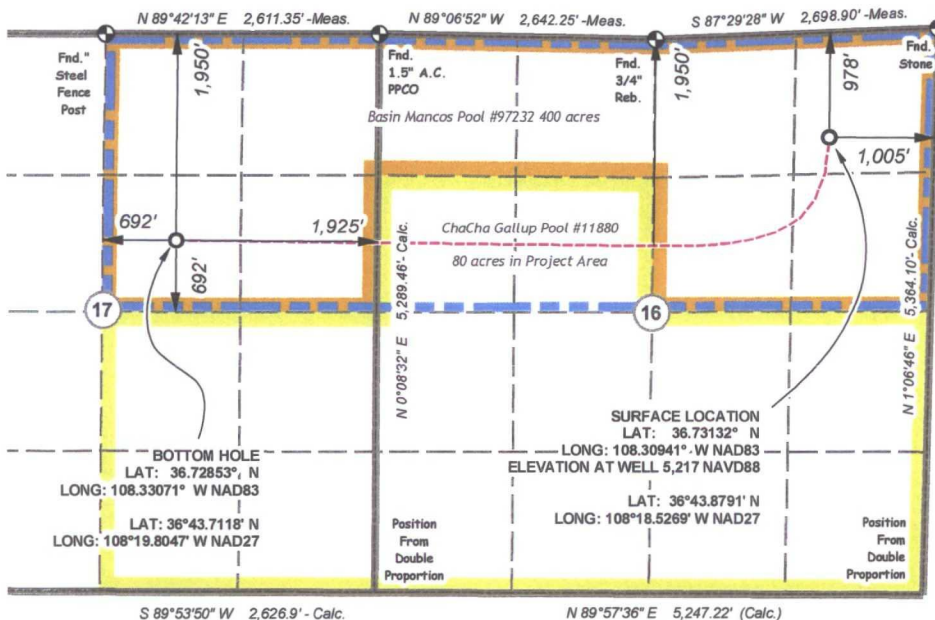 N 89°42'13" E 2,611.35' -Meas.
N 89°06'52" W 2,642.25' -Meas.
S 87°29'28" W 2,698.90' -Meas.
Fnd."
Steel
Fence
Post
1,950'
Fnd.
1.5" A.C.
PPCO
Fnd.
3/4"
Reb.
1,950'
978'
Fnd.
Stone
Basin Mancos Pool #97232 400 acres
1,005'
692'
1,925'
ChaCha Gallup Pool #11880
80 acres in Project Area
692'
5,289.46'- Calc.
N 0°08'32" E
5,364.10'- Calc.
N 1°06'46" E
17
16
BOTTOM HOLE
LAT: 36.72853° N
LONG: 108.33071° W NAD83
LAT: 36°43.7118' N
LONG: 108°19.8047' W NAD27
SURFACE LOCATION
LAT: 36.73132° N
LONG: 108.30941° W NAD83
ELEVATION AT WELL 5,217 NAVD88
LAT: 36°43.8791' N
LONG: 108°18.5269' W NAD27
Position
From
Double
Proportion
Position
From
Double
Proportion
S 89°53'50" W 2,626.9' - Calc.
N 89°57'36" E 5,247.22' (Calc.)